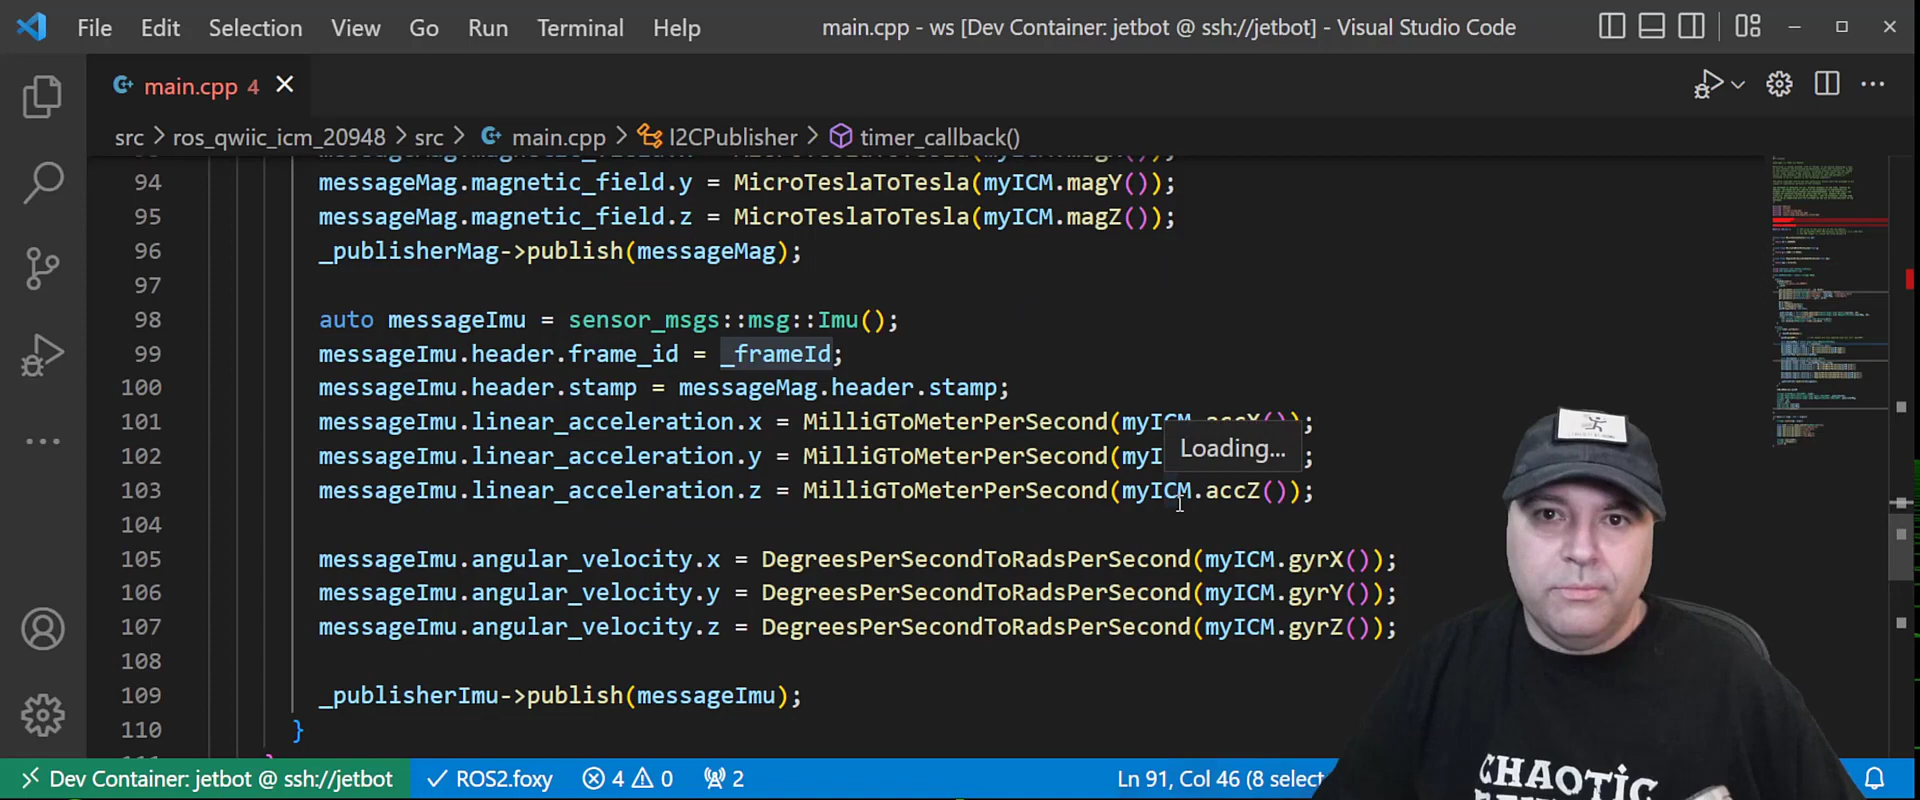 File Edit Selection View Go Run Terminal Help main.cpp - ws [Dev Container: jetbot @ ssh://jetbot] - Visual Studio Code
main.cpp 4
src > ros_qwiic_icm_20948 > src > main.cpp > I2CPublisher > timer_callback()
94 messageMag.magnetic_field.y = MicroTeslaToTesla(myICM.magY());
95 messageMag.magnetic_field.z = MicroTeslaToTesla(myICM.magZ());
96 _publisherMag->publish(messageMag);
97
98 auto messageImu = sensor_msgs::msg::Imu();
99 messageImu.header.frame_id = _frameId;
100 messageImu.header.stamp = messageMag.header.stamp;
101 messageImu.linear_acceleration.x = MilliGToMeterPerSecond(myICM.accX());
102 messageImu.linear_acceleration.y = MilliGToMeterPerSecond(myI Loading... ;
103 messageImu.linear_acceleration.z = MilliGToMeterPerSecond(myICM.accZ());
104
105 messageImu.angular_velocity.x = DegreesPerSecondToRadsPerSecond(myICM.gyrX());
106 messageImu.angular_velocity.y = DegreesPerSecondToRadsPerSecond(myICM.gyrY());
107 messageImu.angular_velocity.z = DegreesPerSecondToRadsPerSecond(myICM.gyrZ());
108
109 _publisherImu->publish(messageImu);
110 }
Dev Container: jetbot @ ssh://jetbot ROS2.foxy 4 0 2 Ln 91, Col 46 (8 select
CHAOTIC